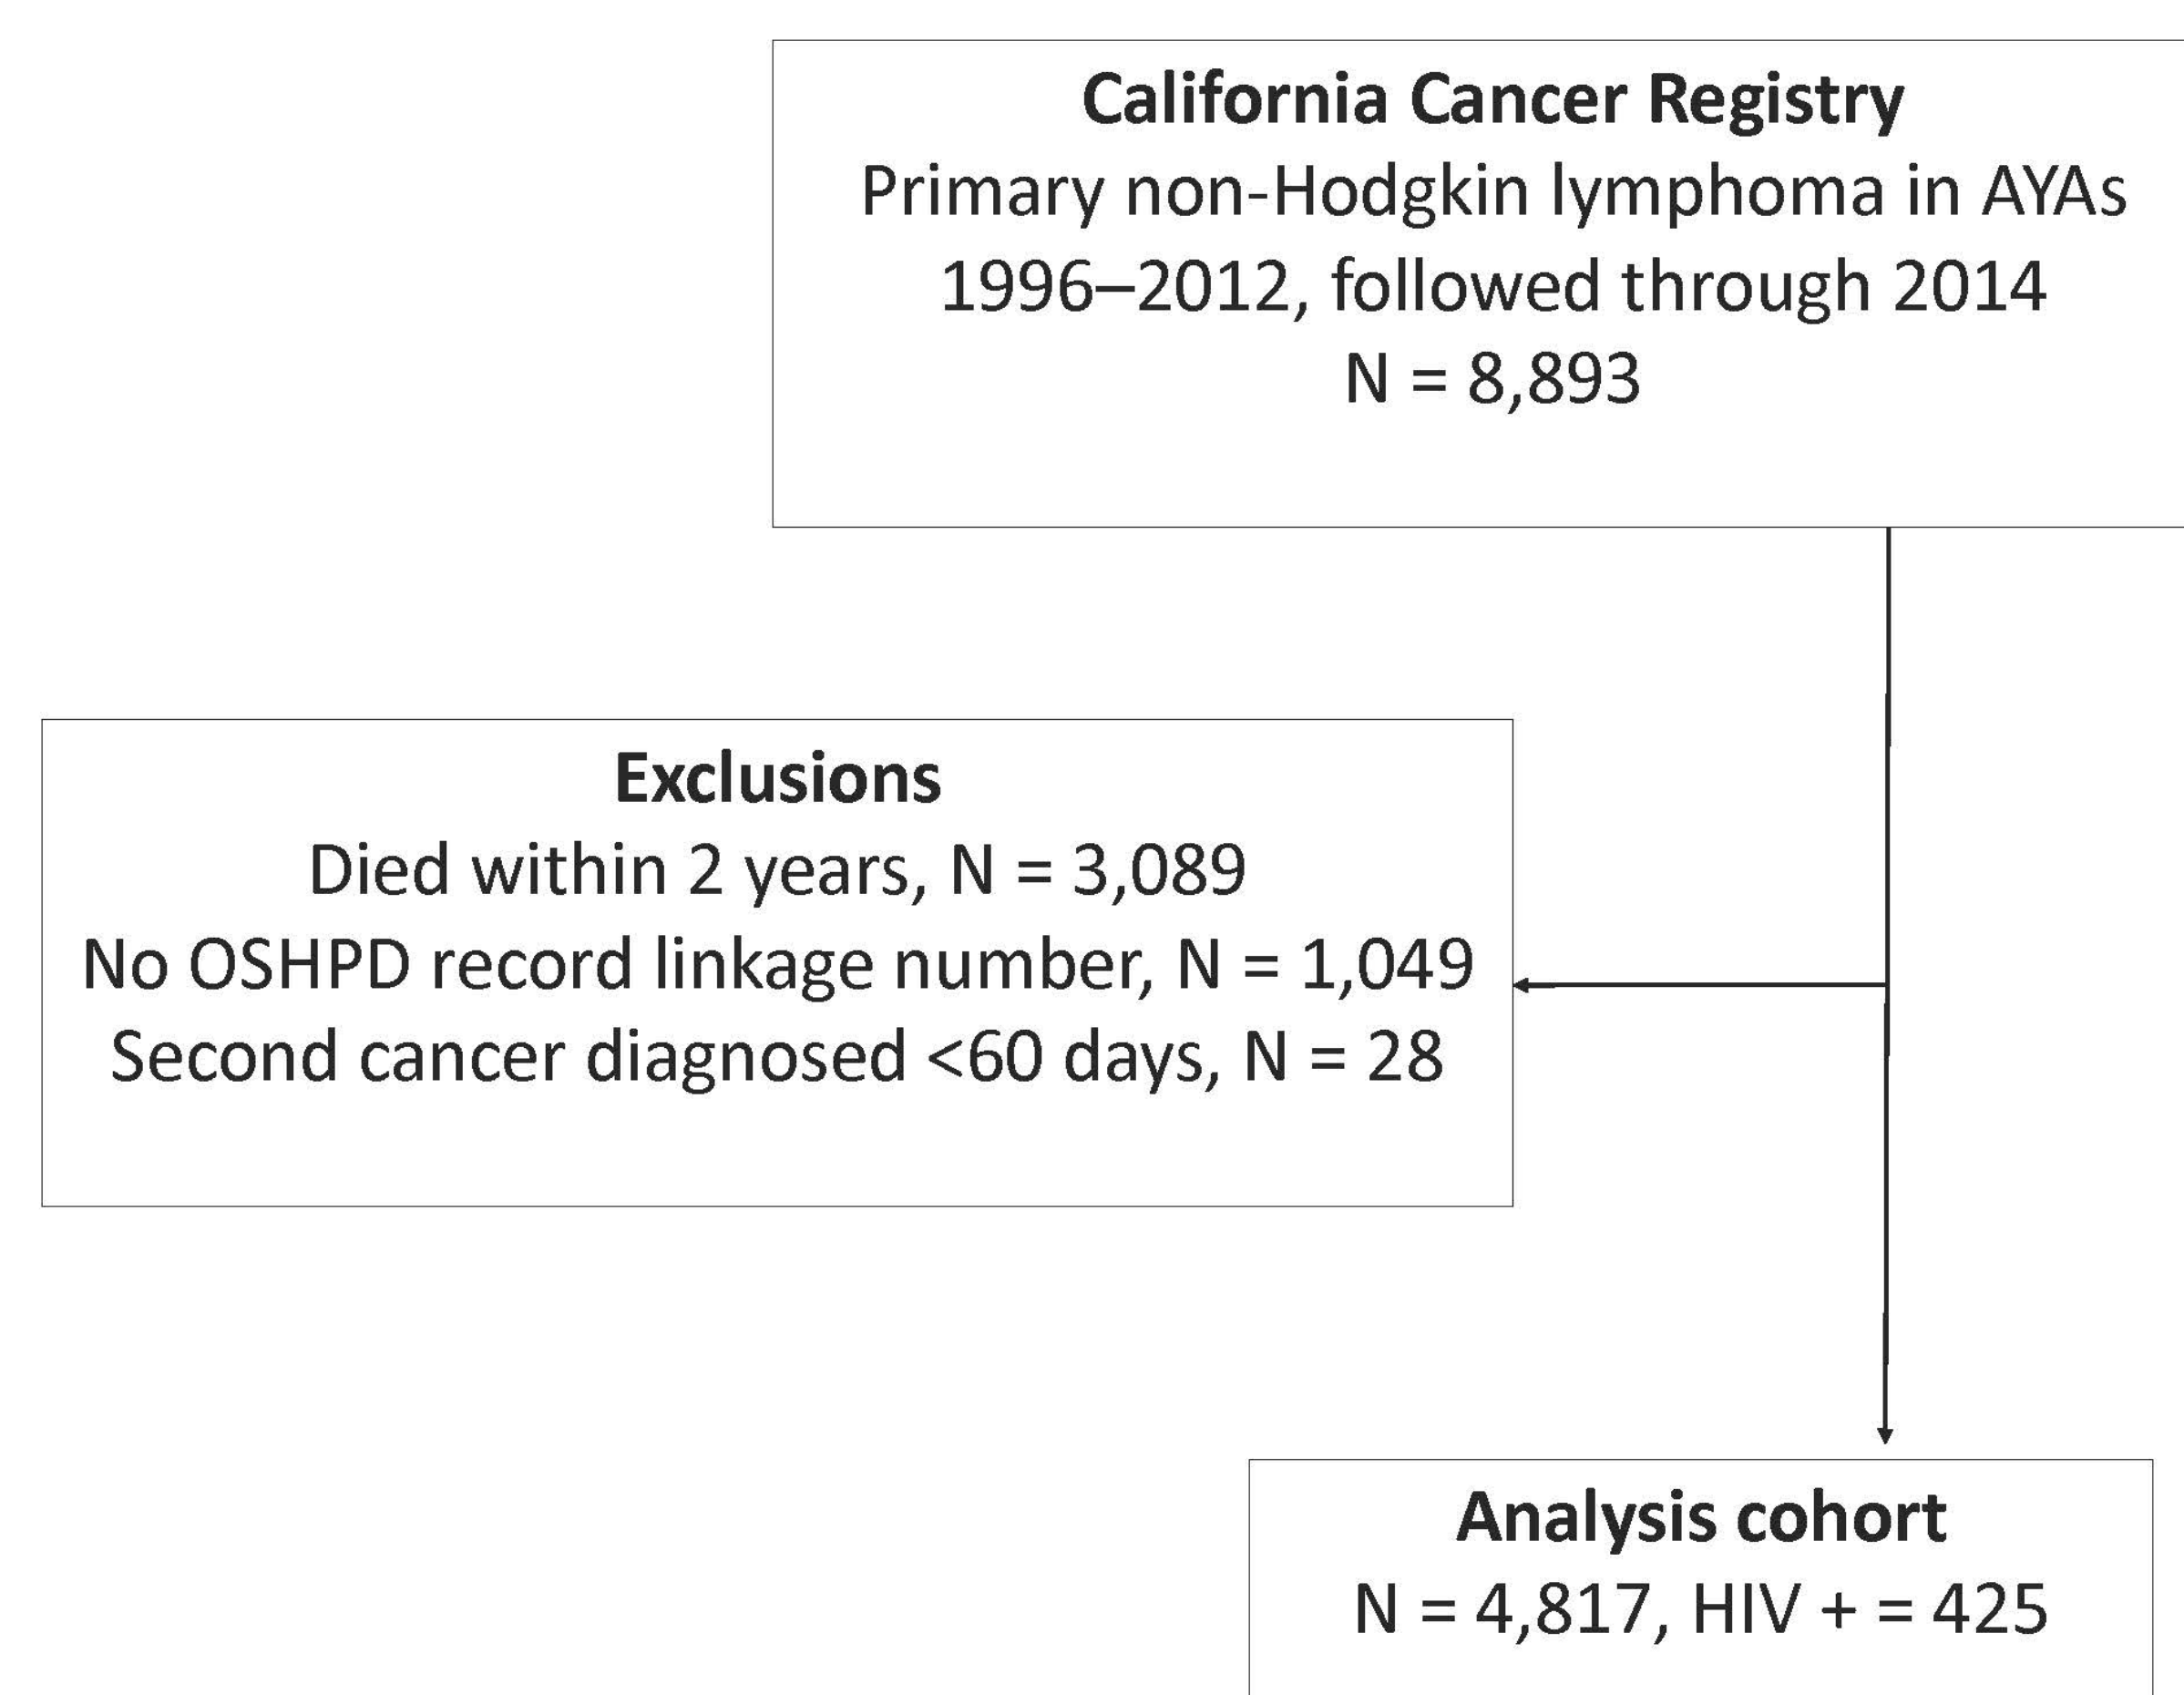 California Cancer Registry
Primary non-Hodgkin lymphoma in AYAs
1996–2012, followed through 2014
N = 8,893
Exclusions
Died within 2 years, N = 3,089
No OSHPD record linkage number, N = 1,049
Second cancer diagnosed <60 days, N = 28
Analysis cohort
N = 4,817, HIV + = 425